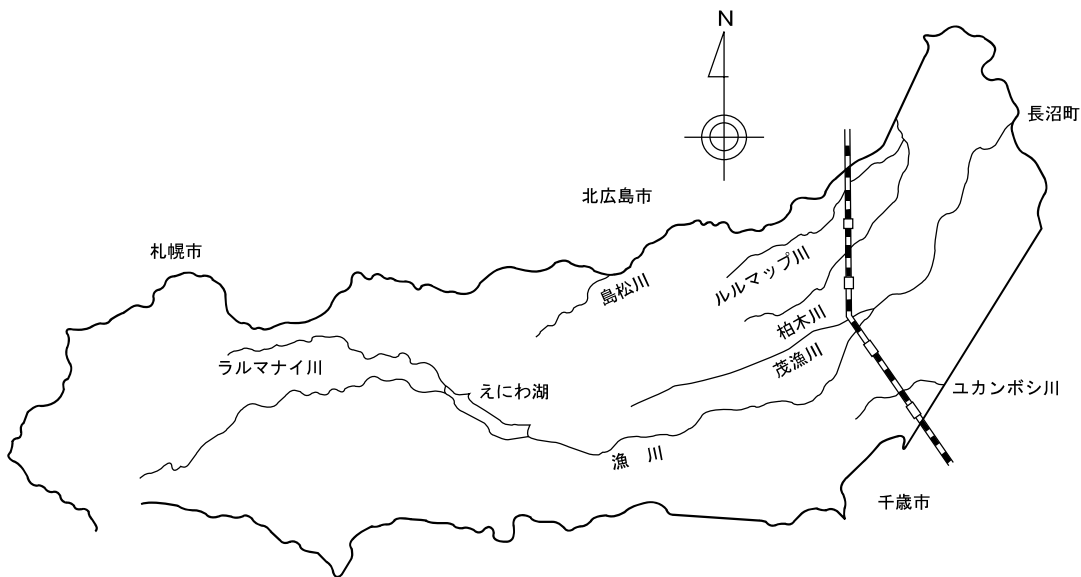 N
長沼町
北広島市
札幌市
島松川
ルルマップ川
柏木川
茂漁川
ラルマナイ川
えにわ湖
ユカンボシ川
漁川
千歳市